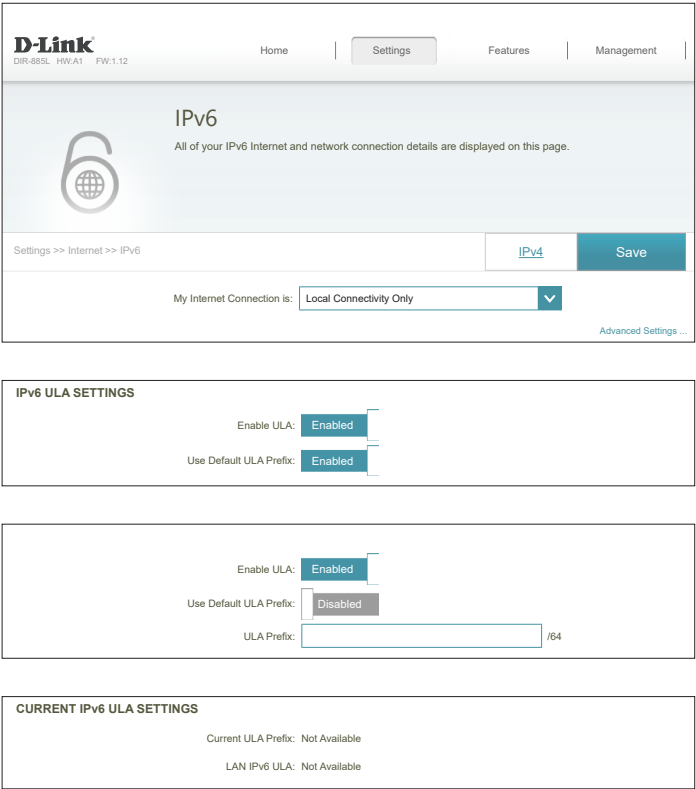 D-Link
DIR-885L HW:A1 FW:1.12
Home
Settings
Features
Management
IPv6
All of your IPv6 Internet and network connection details are displayed on this page.
Settings >> Internet >> IPv6
IPv4
Save
My Internet Connection is: Local Connectivity Only
Advanced Settings ...
IPv6 ULA SETTINGS
Enable ULA: Enabled
Use Default ULA Prefix: Enabled
Enable ULA: Enabled
Use Default ULA Prefix: Disabled
ULA Prefix: /64
CURRENT IPv6 ULA SETTINGS
Current ULA Prefix: Not Available
LAN IPv6 ULA: Not Available